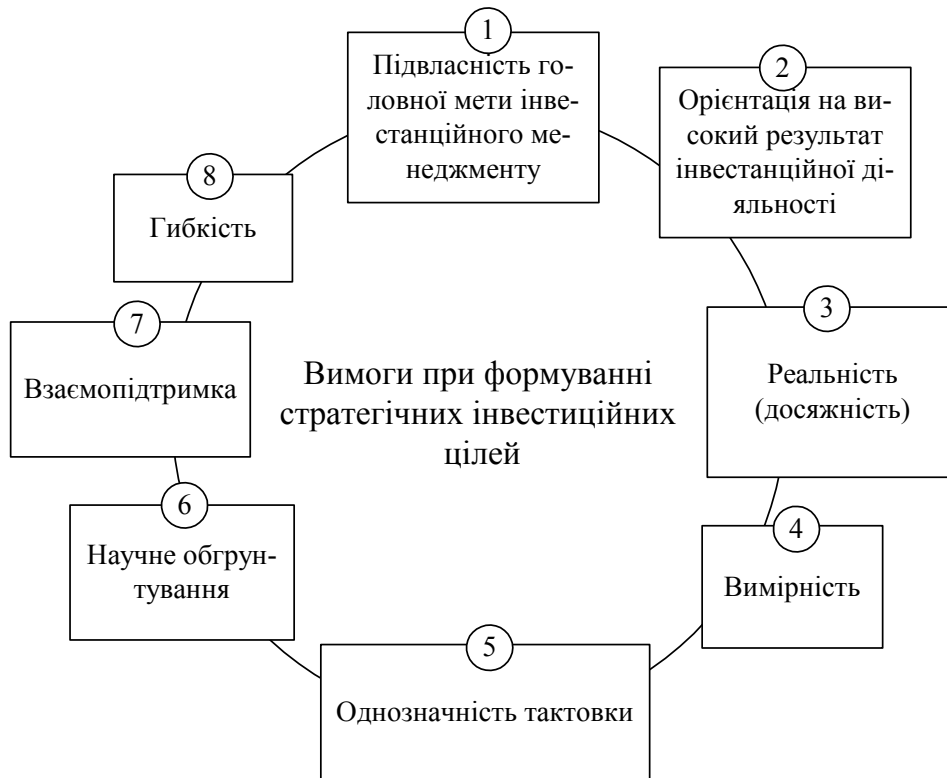 1
Підвласність го-
ловної мети інве-
станційного ме-
неджменту
2
Орієнтація на ви-
сокий результат
інвестанційної ді-
яльності
3
Реальність
(досяжність)
4
Вимірність
5
Однозначність тактовки
6
Научне обгрун-
тування
7
Взаємопідтримка
8
Гибкість
Вимоги при формуванні
стратегічних інвестиційних
цілей